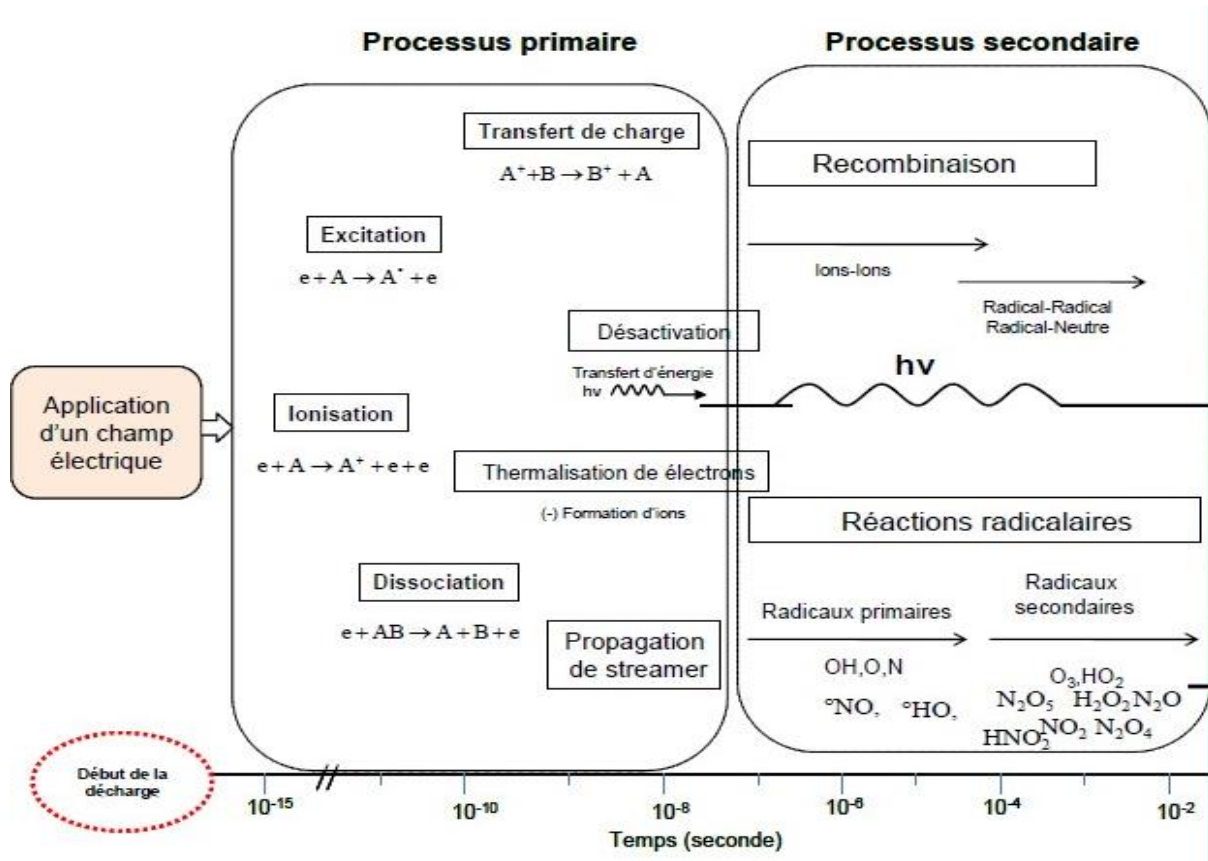 Processus primaire
Processus secondaire
Transfert de charge
A⁺+B → B⁺ + A
Excitation
e + A → A* + e
Désactivation
Transfert d'énergie
hν
Application
d'un champ
électrique
Ionisation
e + A → A⁺ + e + e
Thermalisation de électrons
(-) Formation d'ions
Dissociation
e + AB → A + B + e
Propagation
de streamer
Recombinaison
Ions-Ions
Radical-Radical
Radical-Neutre
hν
Réactions radicalaires
Radicaux primaires
OH,O,N
°NO, °HO,
Radicaux
secondaires
O₃,HO₂
N₂O₅ H₂O₂N₂O
HNO₂NO₂ N₂O₄
Début de la
décharge
10⁻¹⁵
10⁻¹⁰
10⁻⁸
10⁻⁶
10⁻⁴
10⁻²
Temps (seconde)